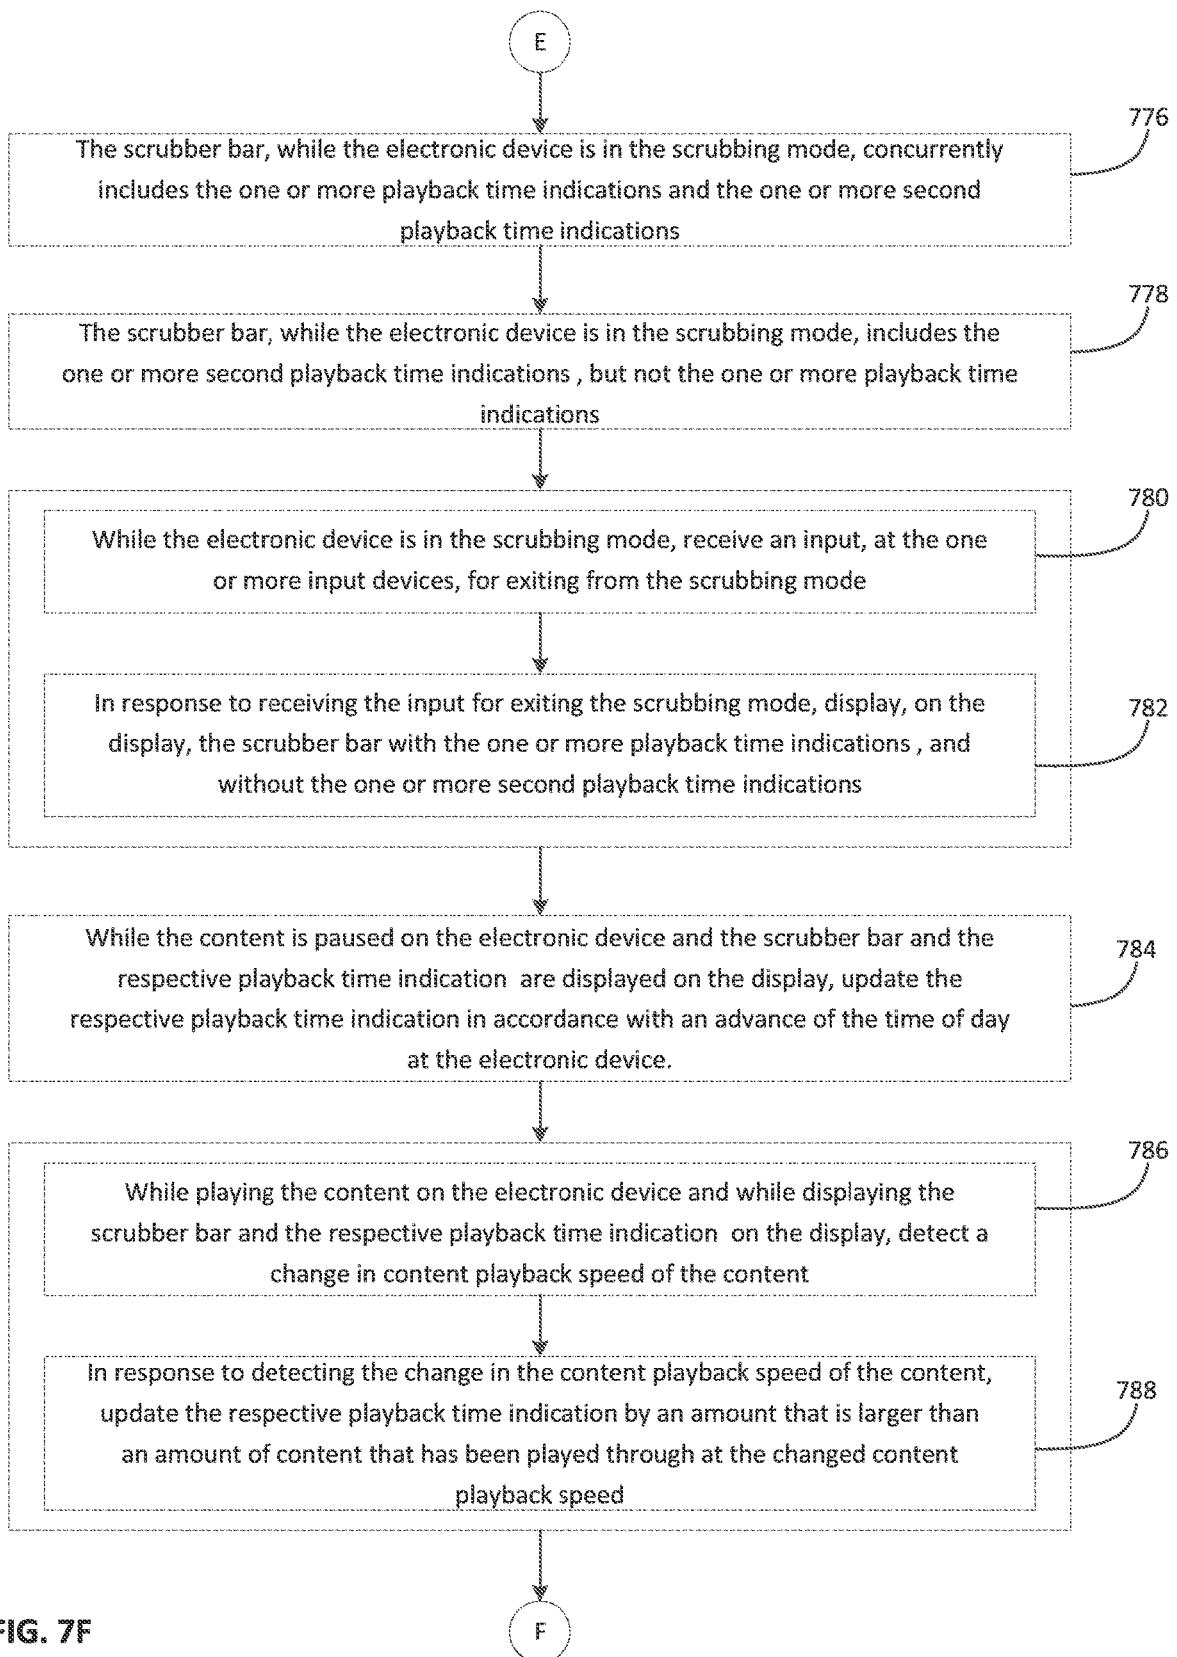 E
776
The scrubber bar, while the electronic device is in the scrubbing mode, concurrently
includes the one or more playback time indications and the one or more second
playback time indications
778
The scrubber bar, while the electronic device is in the scrubbing mode, includes the
one or more second playback time indications , but not the one or more playback time
indications
780
While the electronic device is in the scrubbing mode, receive an input, at the one
or more input devices, for exiting from the scrubbing mode
782
In response to receiving the input for exiting the scrubbing mode, display, on the
display, the scrubber bar with the one or more playback time indications , and
without the one or more second playback time indications
784
While the content is paused on the electronic device and the scrubber bar and the
respective playback time indication are displayed on the display, update the
respective playback time indication in accordance with an advance of the time of day
at the electronic device.
786
While playing the content on the electronic device and while displaying the
scrubber bar and the respective playback time indication on the display, detect a
change in content playback speed of the content
788
In response to detecting the change in the content playback speed of the content,
update the respective playback time indication by an amount that is larger than
an amount of content that has been played through at the changed content
playback speed
F
FIG. 7F